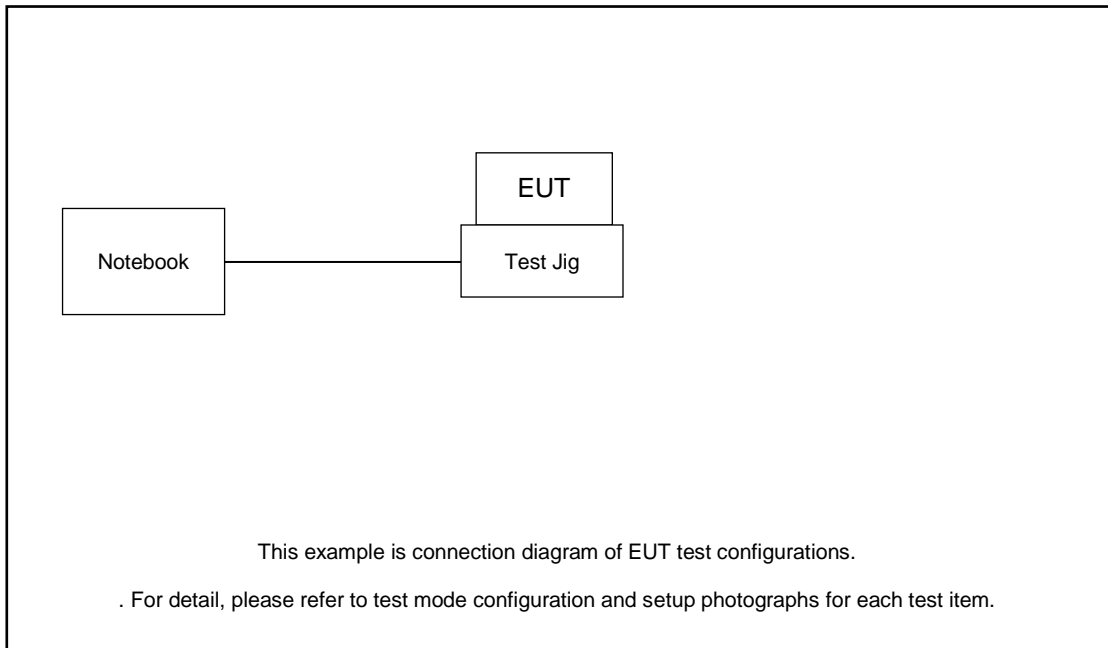 EUT
Notebook
Test Jig
This example is connection diagram of EUT test configurations.
. For detail, please refer to test mode configuration and setup photographs for each test item.